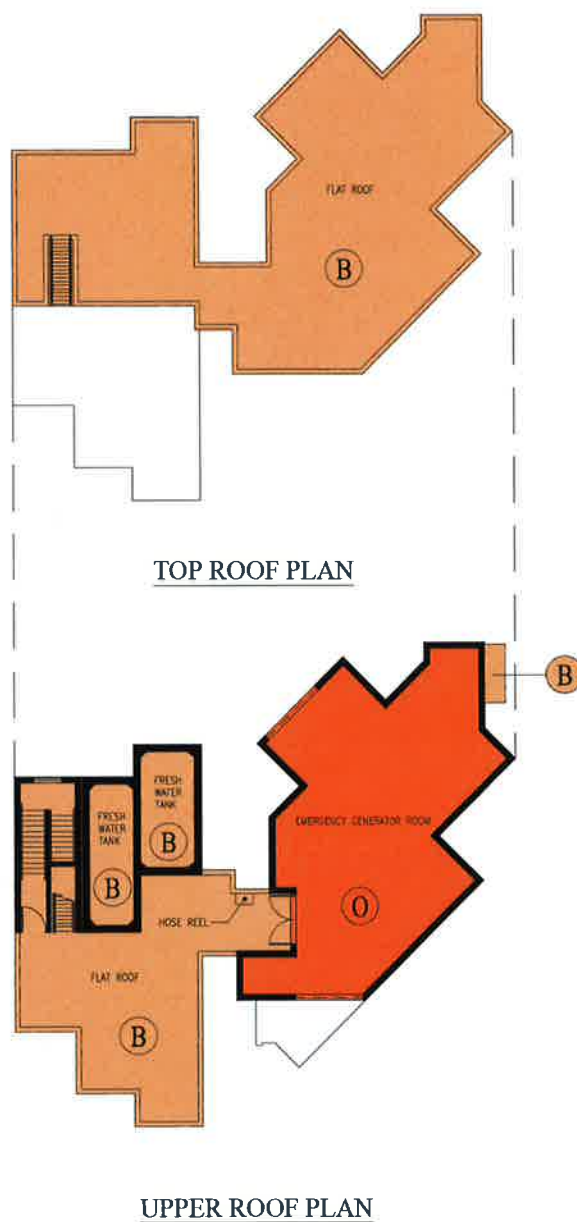 FLAT ROOF
B
TOP ROOF PLAN
B
FRESH
WATER
TANK
B
FRESH
WATER
TANK
B
EMERGENCY GENERATOR ROOM
O
HOSE REEL
FLAT ROOF
B
UPPER ROOF PLAN